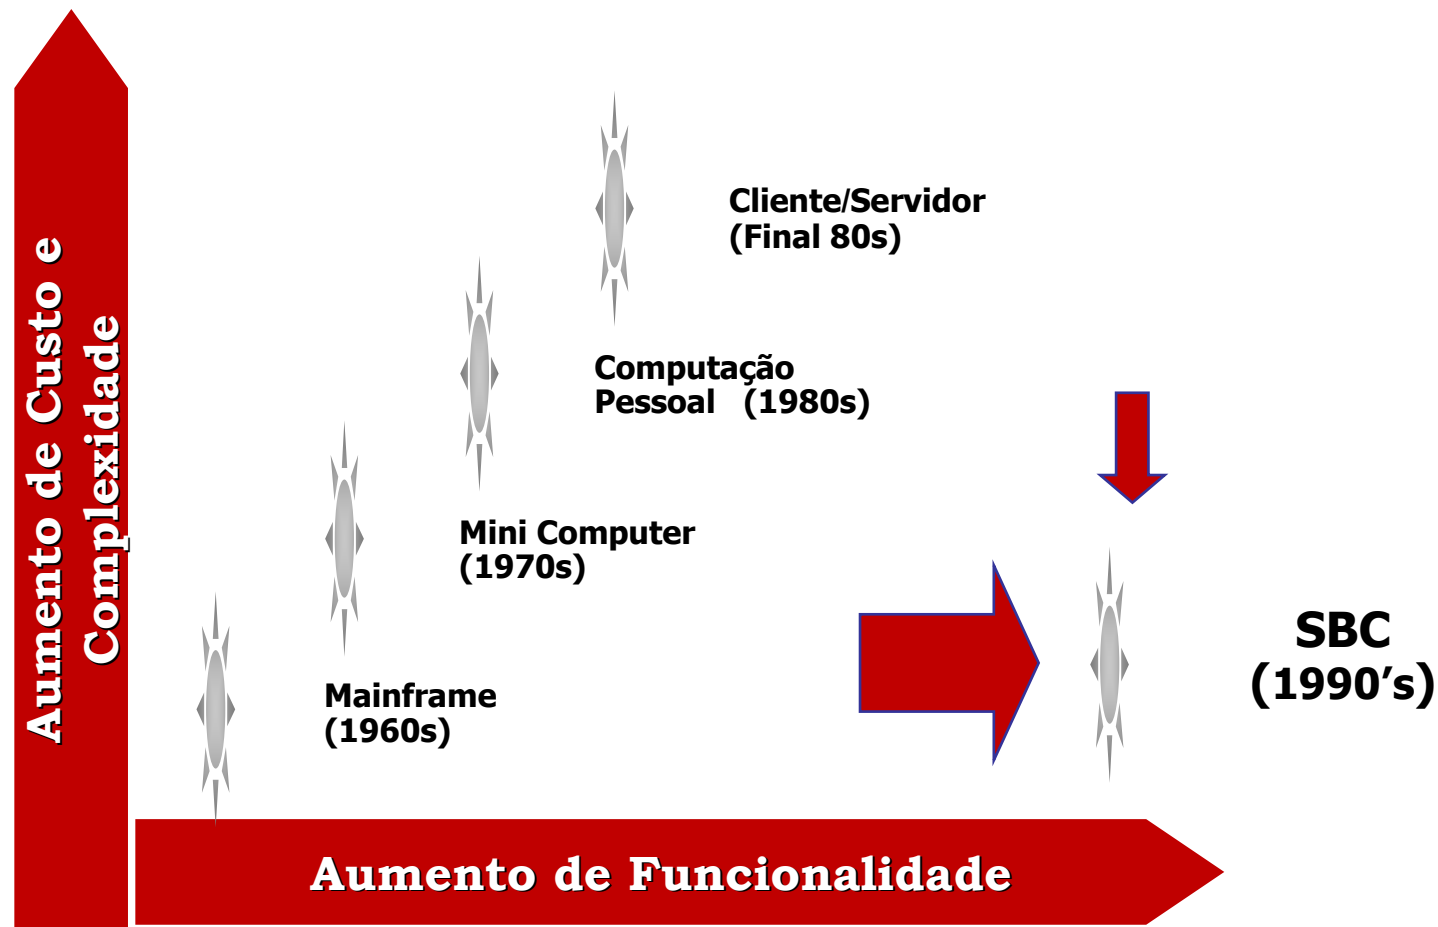 Aumento de Custo e
Complexidade
Cliente/Servidor
(Final 80s)
Computação
Pessoal (1980s)
Mini Computer
(1970s)
Mainframe
(1960s)
SBC
(1990’s)
Aumento de Funcionalidade